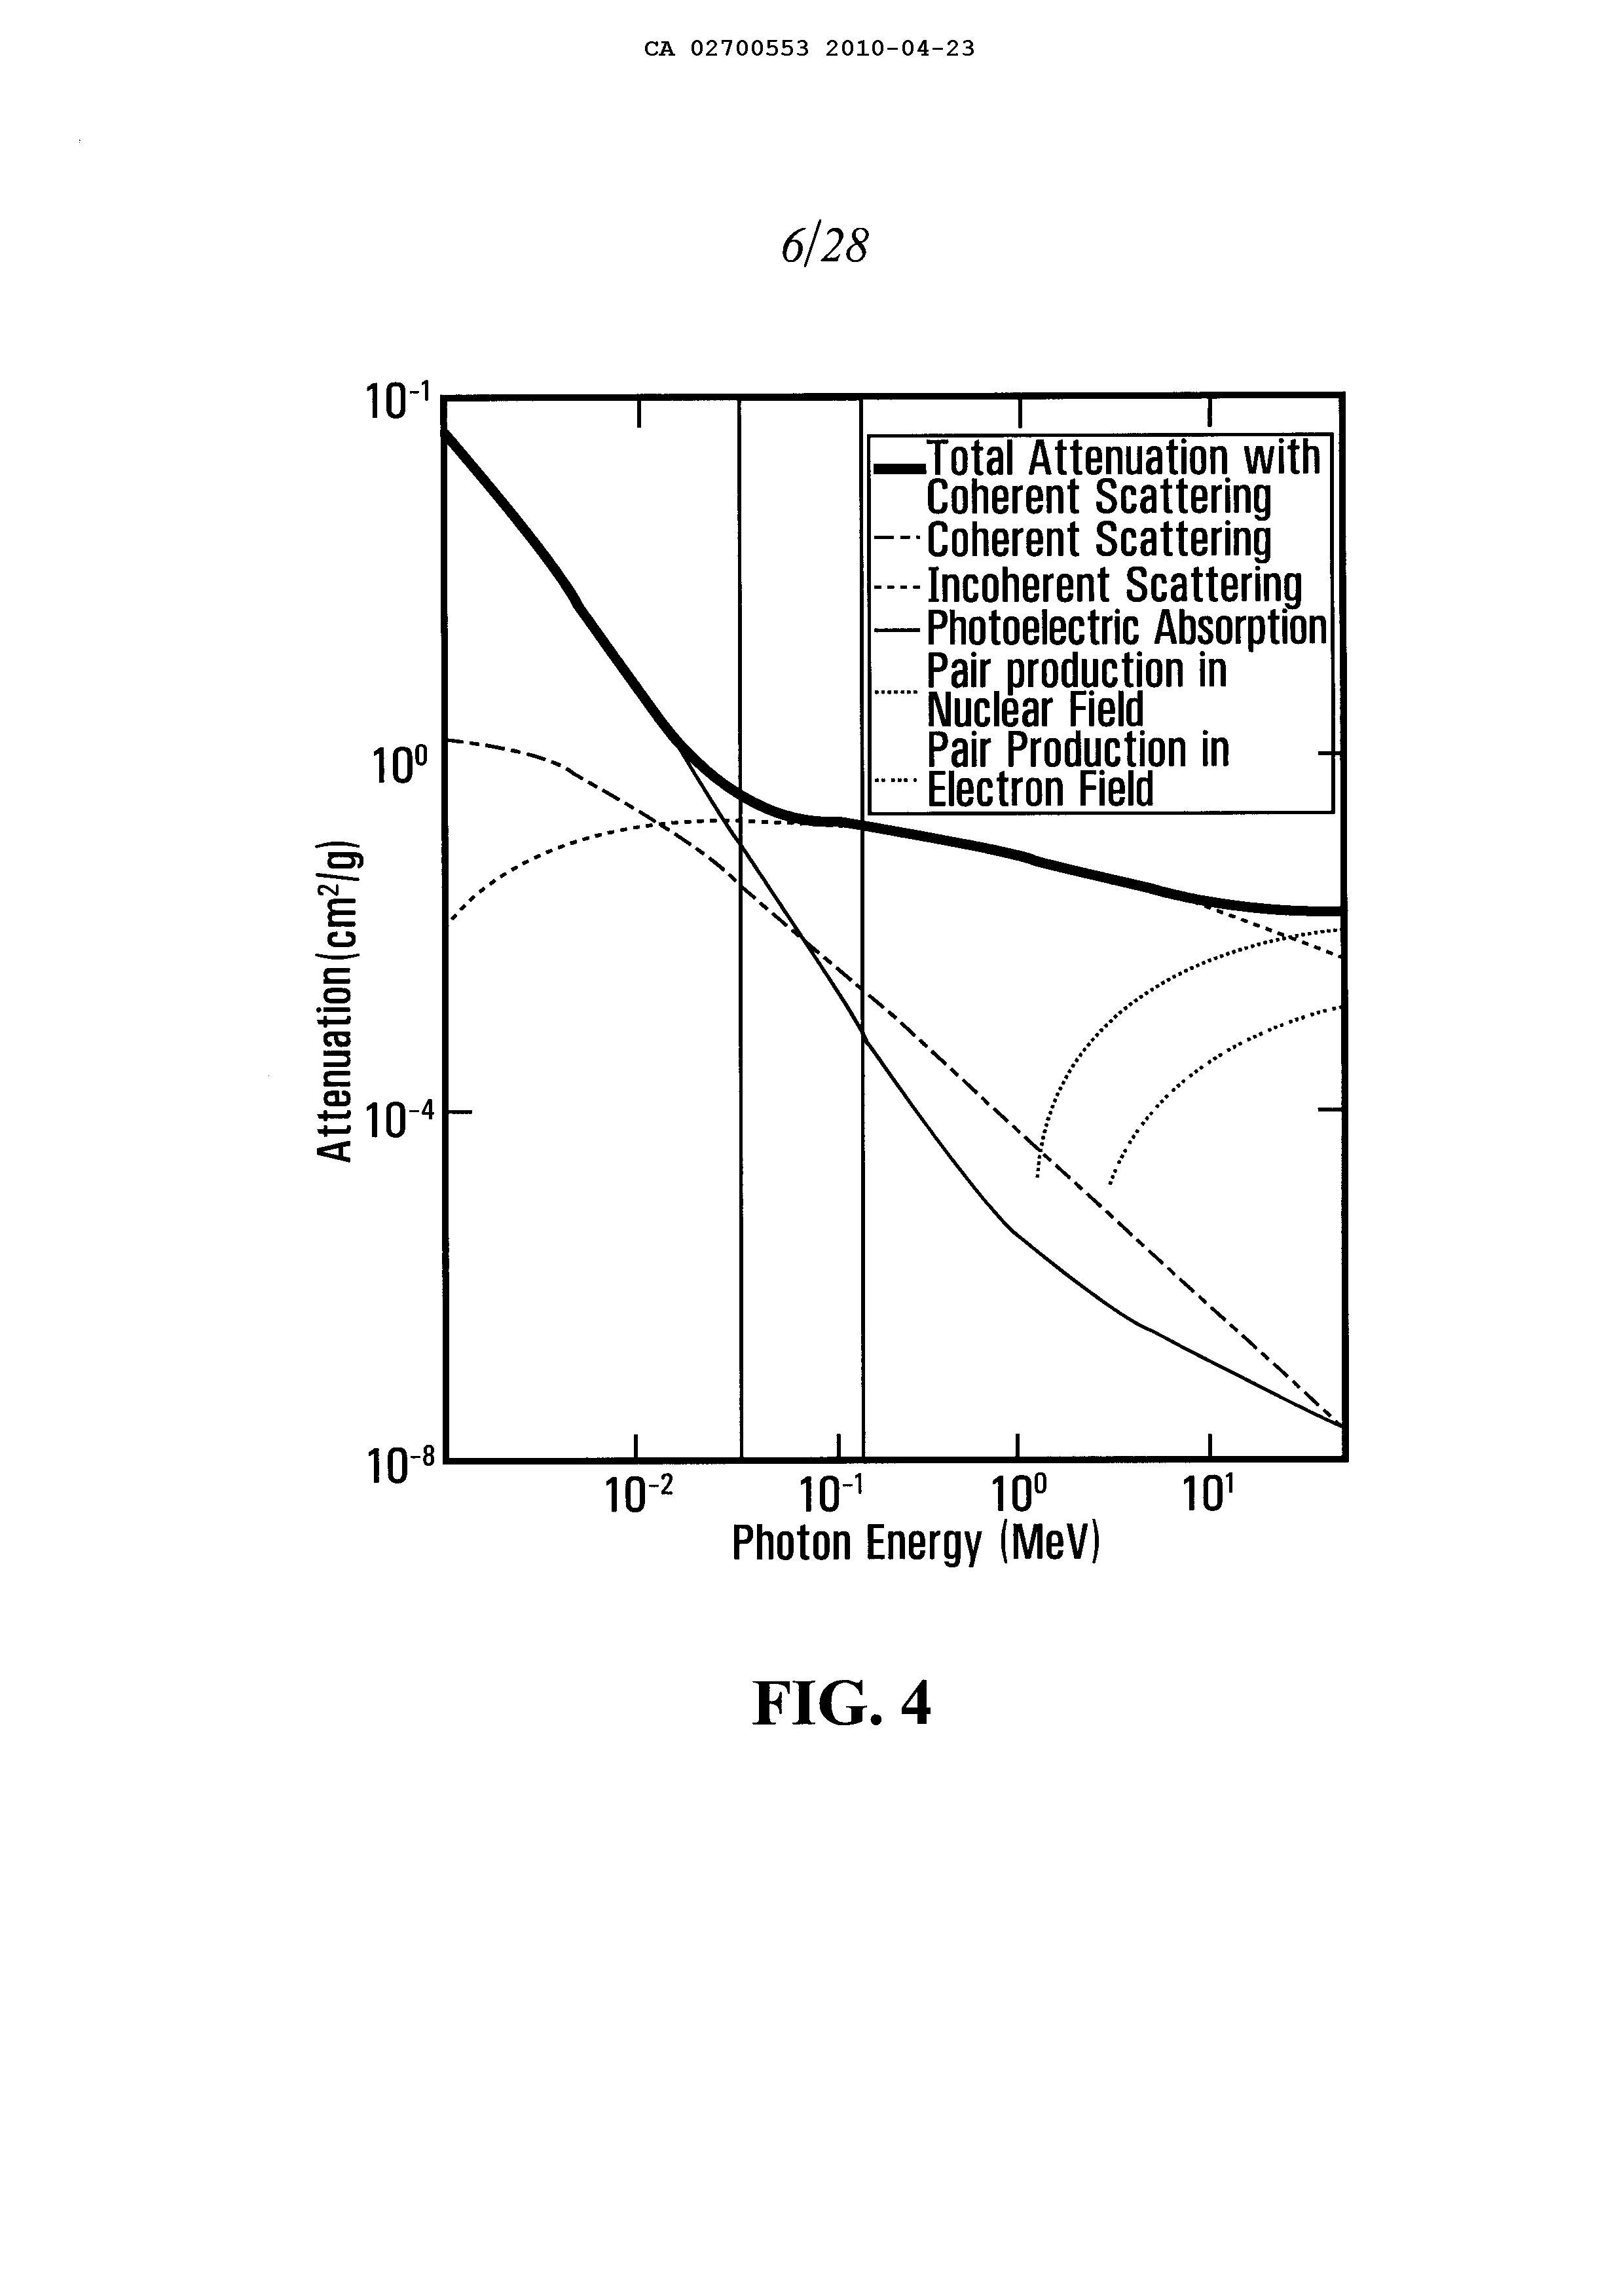 CA 02700553 2010-04-23
6/28
10⁻¹
Total Attenuation with
Coherent Scattering
Coherent Scattering
Incoherent Scattering
Photoelectric Absorption
Pair production in
Nuclear Field
Pair Production in
Electron Field
10⁰
Attenuation(cm²/g)
10⁻⁴
10⁻⁸
10⁻² 10⁻¹ 10⁰ 10¹
Photon Energy (MeV)
FIG. 4